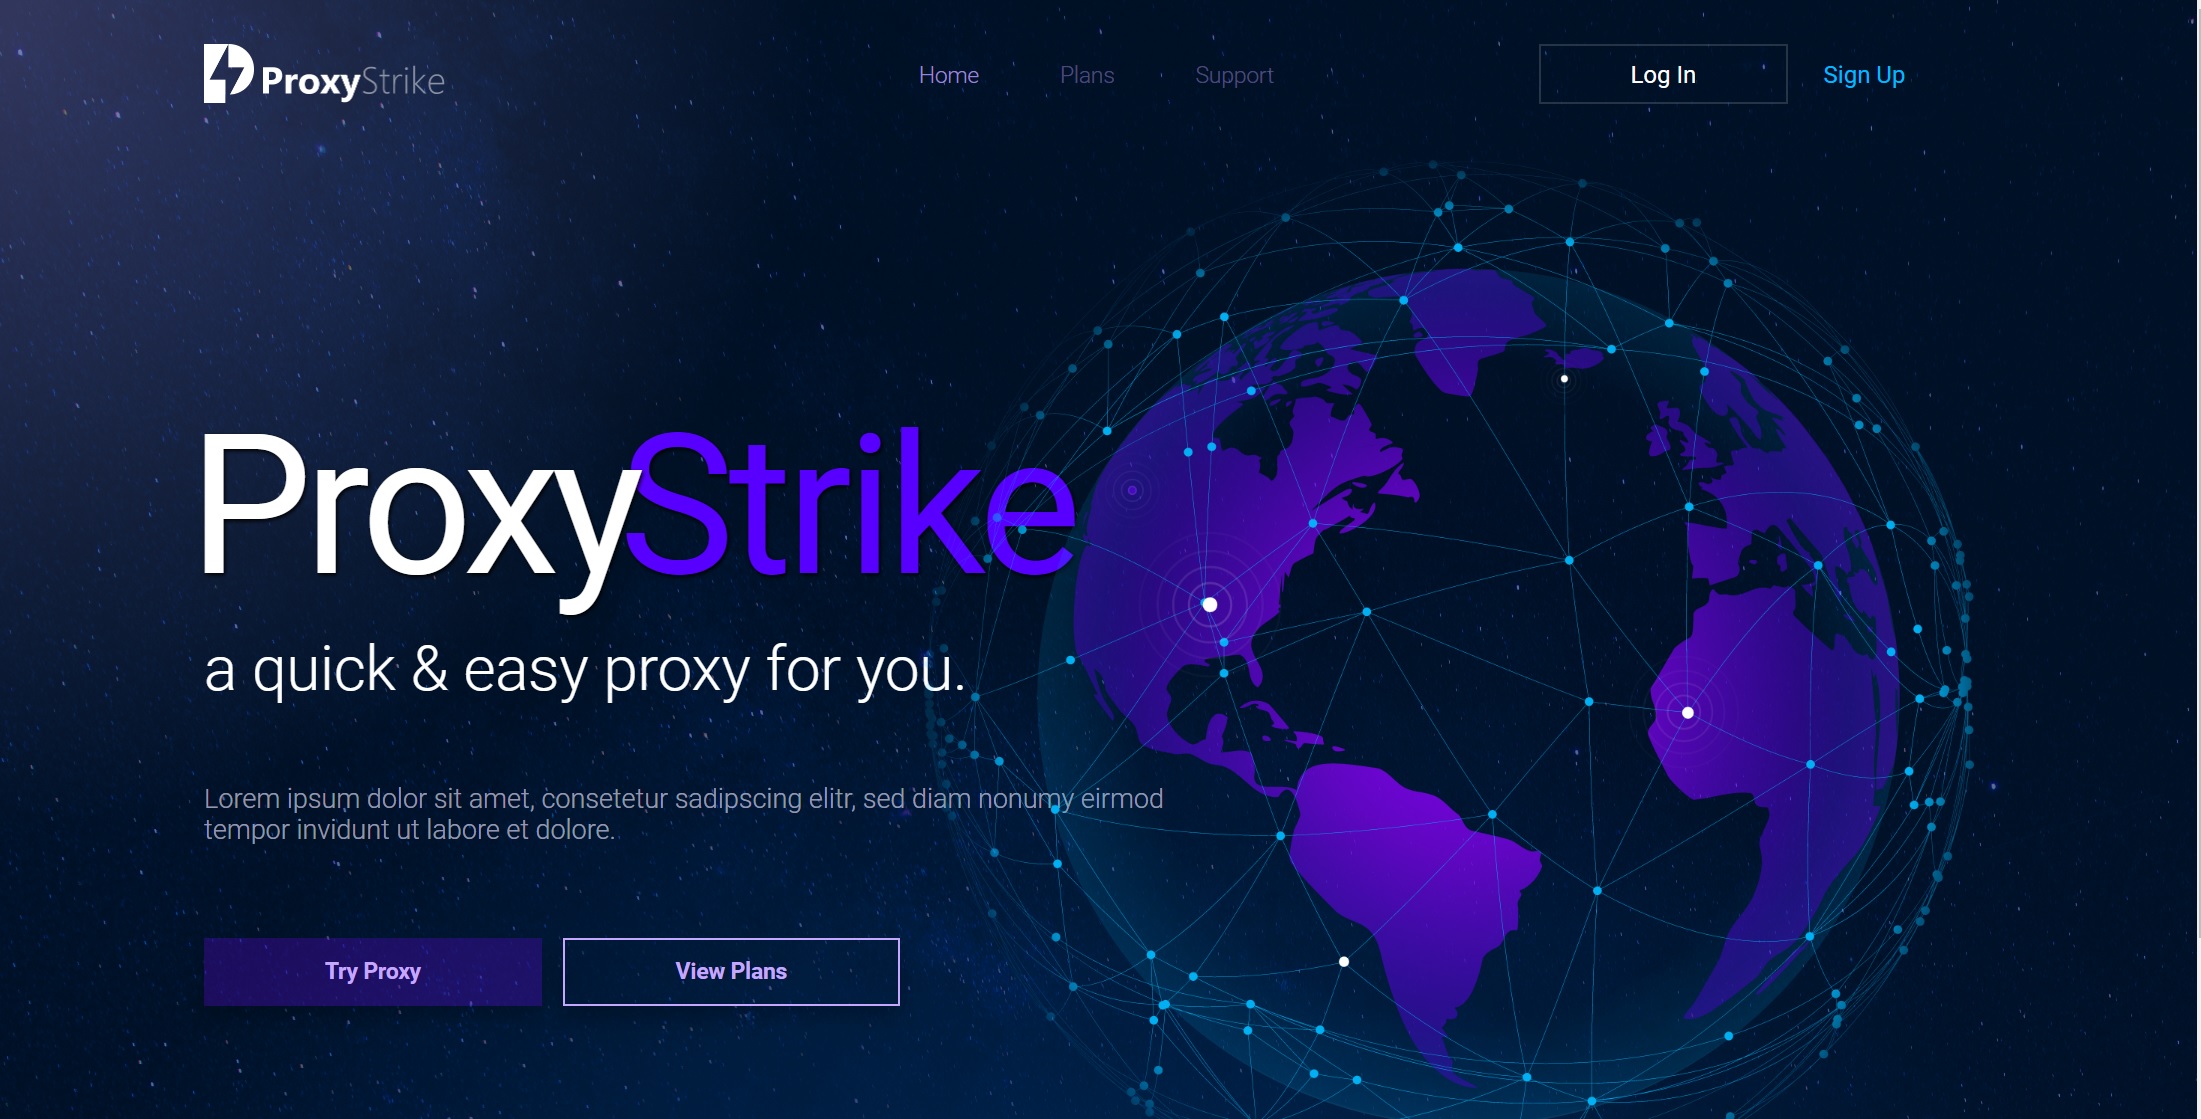 ProxyStrike
Home
Plans
Support
Log In
Sign Up
ProxyStrike
a quick & easy proxy for you.
Lorem ipsum dolor sit amet, consetetur sadipscing elitr, sed diam nonumy eirmod
tempor invidunt ut labore et dolore.
Try Proxy
View Plans